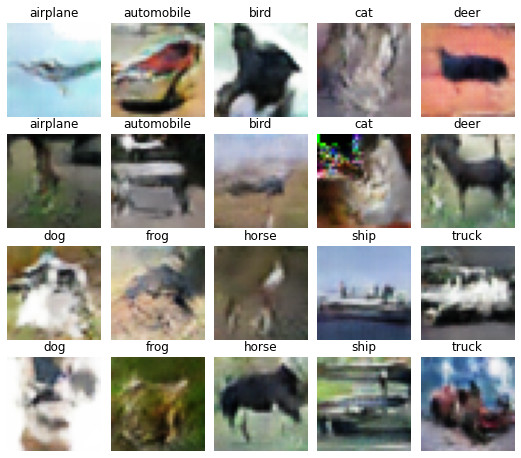 airplane automobile bird cat deer
airplane automobile bird cat deer
dog frog horse ship truck
dog frog horse ship truck